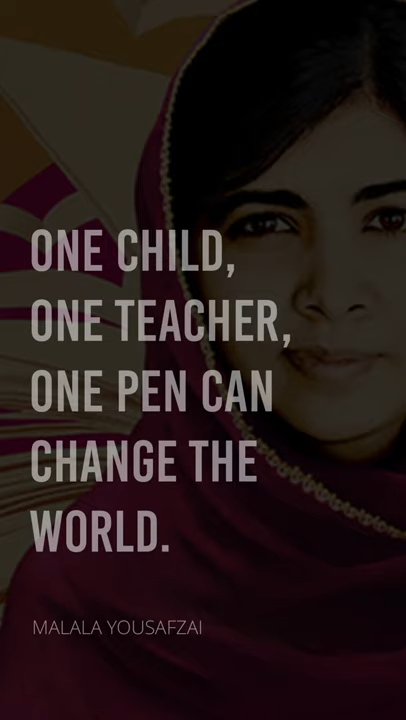 ONE CHILD,
ONE TEACHER,
ONE PEN CAN
CHANGE THE
WORLD.
MALALA YOUSAFZAI